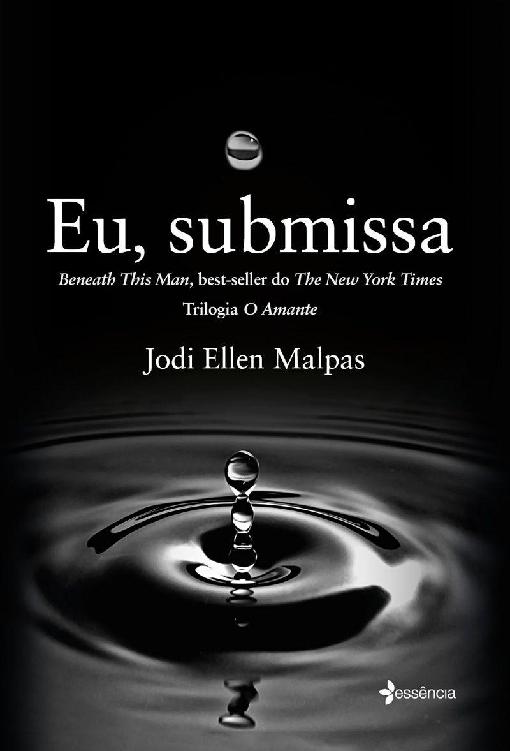 Eu, submissa
Beneath This Man, best-seller do The New York Times
Trilogia O Amante
Jodi Ellen Malpas
essência